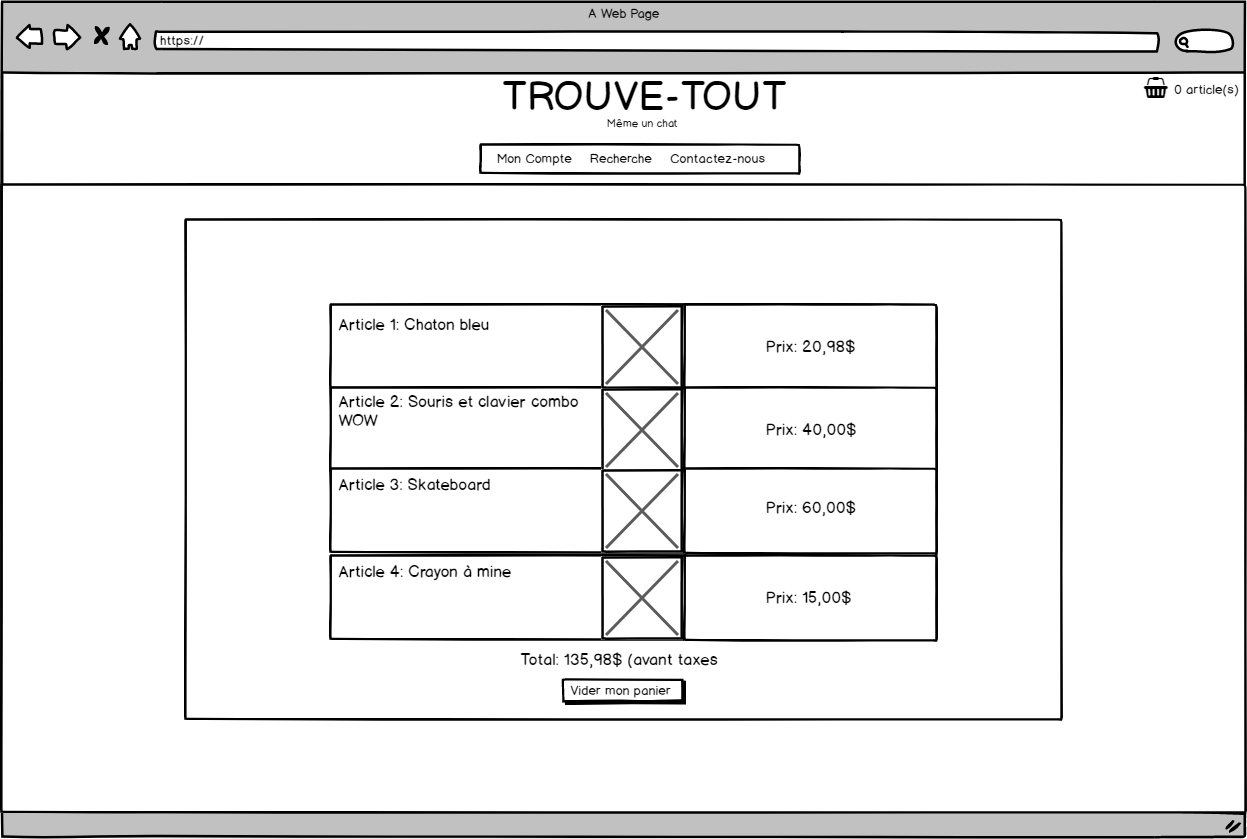 A Web Page
https://
TROUVE-TOUT
0 article(s)
Même un chat
Mon Compte Recherche Contactez-nous
Article 1: Chaton bleu
Prix: 20,98$
Article 2: Souris et clavier combo
WOW
Prix: 40,00$
Article 3: Skateboard
Prix: 60,00$
Article 4: Crayon à mine
Prix: 15,00$
Total: 135,98$ (avant taxes
Vider mon panier